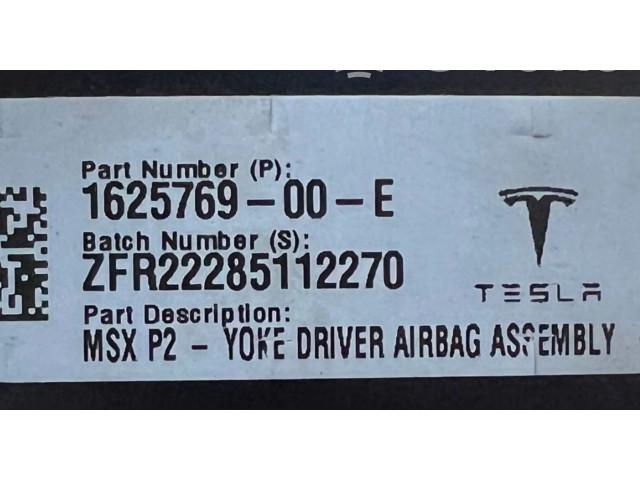 Part Number (P):
1625769-00-E
Batch Number (S):
ZFR22285112270
TESLA
Part Description:
MSX P2 - YOKE DRIVER AIRBAG ASSEMBLY